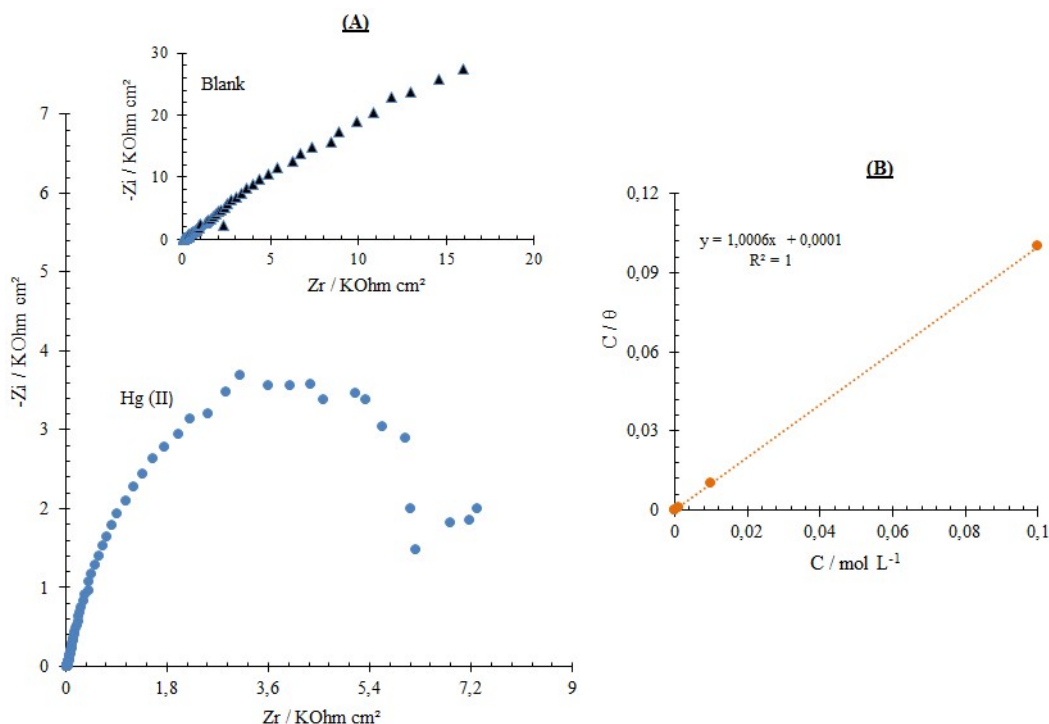 (A)
30
20
10
0
Blank
-Zi / KOhm cm²
0 5 10 15 20
Zr / KOhm cm²
7
6
5
4
3
2
1
0
-Zi / KOhm cm²
Hg (II)
0 1,8 3,6 5,4 7,2 9
Zr / KOhm cm²
(B)
0,12
0,09
0,06
0,03
0
C / θ
y = 1,0006x + 0,0001
R² = 1
0 0,02 0,04 0,06 0,08 0,1
C / mol L⁻¹